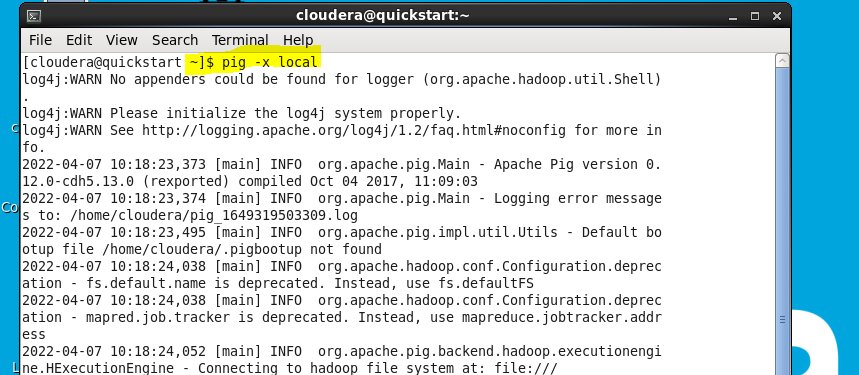 cloudera@quickstart:~
File Edit View Search Terminal Help
[cloudera@quickstart ~]$ pig -x local
log4j:WARN No appenders could be found for logger (org.apache.hadoop.util.Shell)
.
log4j:WARN Please initialize the log4j system properly.
log4j:WARN See http://logging.apache.org/log4j/1.2/faq.html#noconfig for more in
fo.
2022-04-07 10:18:23,373 [main] INFO  org.apache.pig.Main - Apache Pig version 0.
12.0-cdh5.13.0 (rexported) compiled Oct 04 2017, 11:09:03
2022-04-07 10:18:23,374 [main] INFO  org.apache.pig.Main - Logging error message
s to: /home/cloudera/pig_1649319503309.log
2022-04-07 10:18:23,495 [main] INFO  org.apache.pig.impl.util.Utils - Default bo
otup file /home/cloudera/.pigbootup not found
2022-04-07 10:18:24,038 [main] INFO  org.apache.hadoop.conf.Configuration.deprec
ation - fs.default.name is deprecated. Instead, use fs.defaultFS
2022-04-07 10:18:24,038 [main] INFO  org.apache.hadoop.conf.Configuration.deprec
ation - mapred.job.tracker is deprecated. Instead, use mapreduce.jobtracker.addr
ess
2022-04-07 10:18:24,052 [main] INFO  org.apache.pig.backend.hadoop.executionengi
ne.HExecutionEngine - Connecting to hadoop file system at: file:///